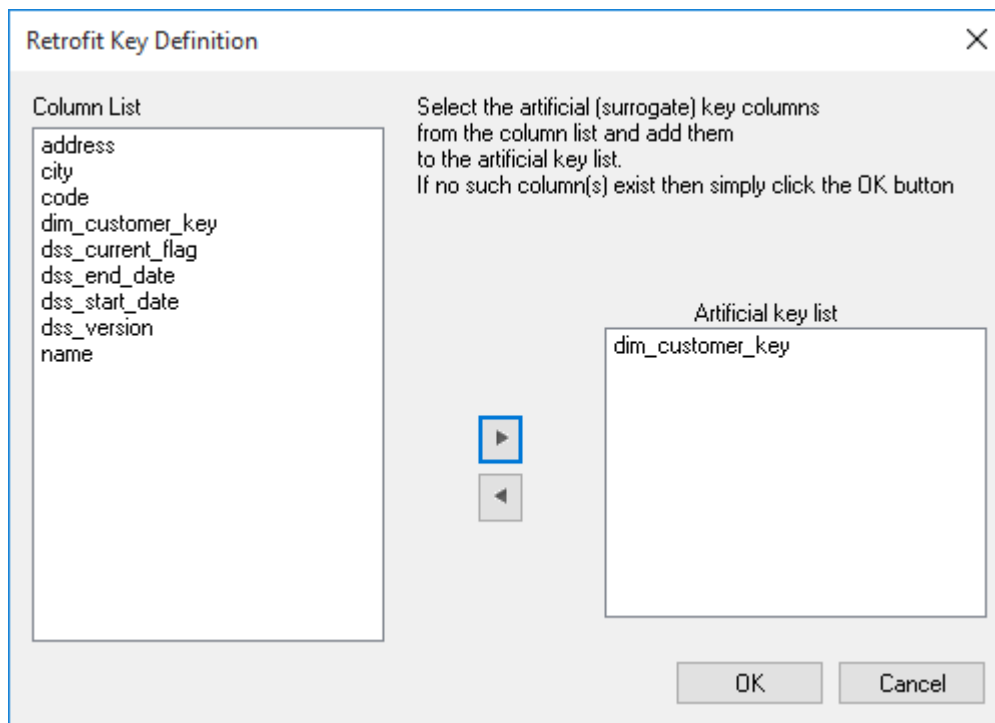 Retrofit Key Definition
Column List
address
city
code
dim_customer_key
dss_current_flag
dss_end_date
dss_start_date
dss_version
name
Select the artificial (surrogate) key columns
from the column list and add them
to the artificial key list.
If no such column(s) exist then simply click the OK button
Artificial key list
dim_customer_key
OK
Cancel